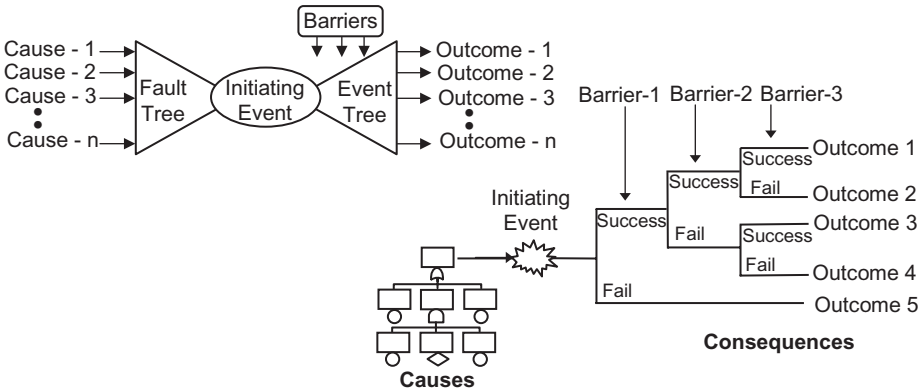 Barriers
Cause - 1
Cause - 2
Cause - 3
Cause - n
Fault
Tree
Initiating
Event
Event
Tree
Outcome - 1
Outcome - 2
Outcome - 3
Outcome - n
Barrier-1
Barrier-2
Barrier-3
Initiating
Event
Success
Fail
Success
Fail
Success
Fail
Success
Fail
Outcome 1
Outcome 2
Outcome 3
Outcome 4
Outcome 5
Causes
Consequences